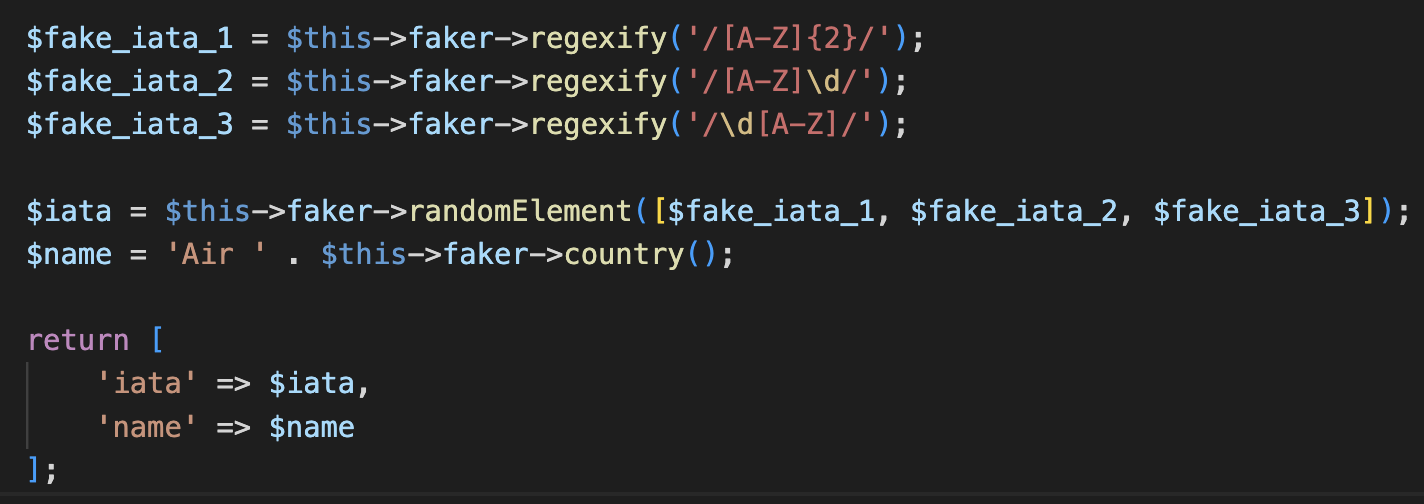 $fake_iata_1 = $this->faker->regexify('/[A-Z]{2}/');
$fake_iata_2 = $this->faker->regexify('/[A-Z]\d/');
$fake_iata_3 = $this->faker->regexify('/\d[A-Z]/');
$iata = $this->faker->randomElement([$fake_iata_1, $fake_iata_2, $fake_iata_3]);
$name = 'Air ' . $this->faker->country();
return [
'iata' => $iata,
'name' => $name
];